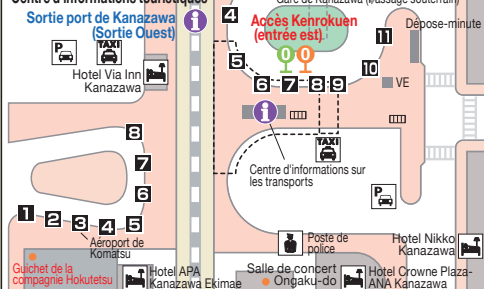 Centre d'informations touristiques
Gare de Kanazawa (passage souterrain)
Sortie port de Kanazawa
(Sortie Ouest)
4
Accès Kenrokuen
(entrée est)
Dépose-minute
11
P
TAXI
0 0
5
10
Hotel Via Inn
Kanazawa
6 7 8 9
VE
8
TAXI
7
Centre d'informations sur
les transports
6
P
1 2 3 4 5
Aéroport de
Komatsu
Poste de
police
Hotel Nikko
Kanazawa
Guichet de la
compagnie Hokutetsu
Hotel APA
Kanazawa Ekimae
Salle de concert
Ongaku-do
Hotel Crowne Plaza-
ANA Kanazawa